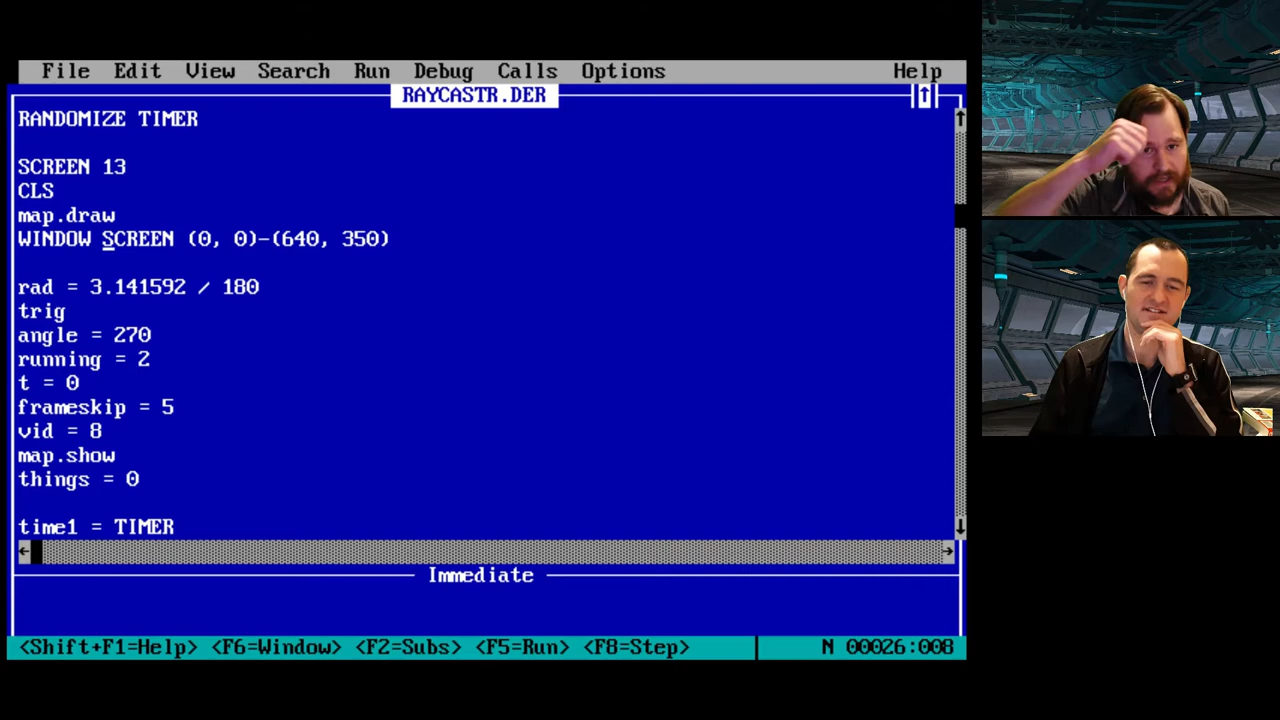 File Edit View Search Run Debug Calls Options Help
RAYCASTR.DER
RANDOMIZE TIMER
SCREEN 13
CLS
map.draw
WINDOW SCREEN (0, 0)-(640, 350)
rad = 3.141592 / 180
trig
angle = 270
running = 2
t = 0
frameskip = 5
vid = 8
map.show
things = 0
time1 = TIMER
Immediate
<Shift+F1=Help> <F6=Window> <F2=Subs> <F5=Run> <F8=Step> N 00026:008